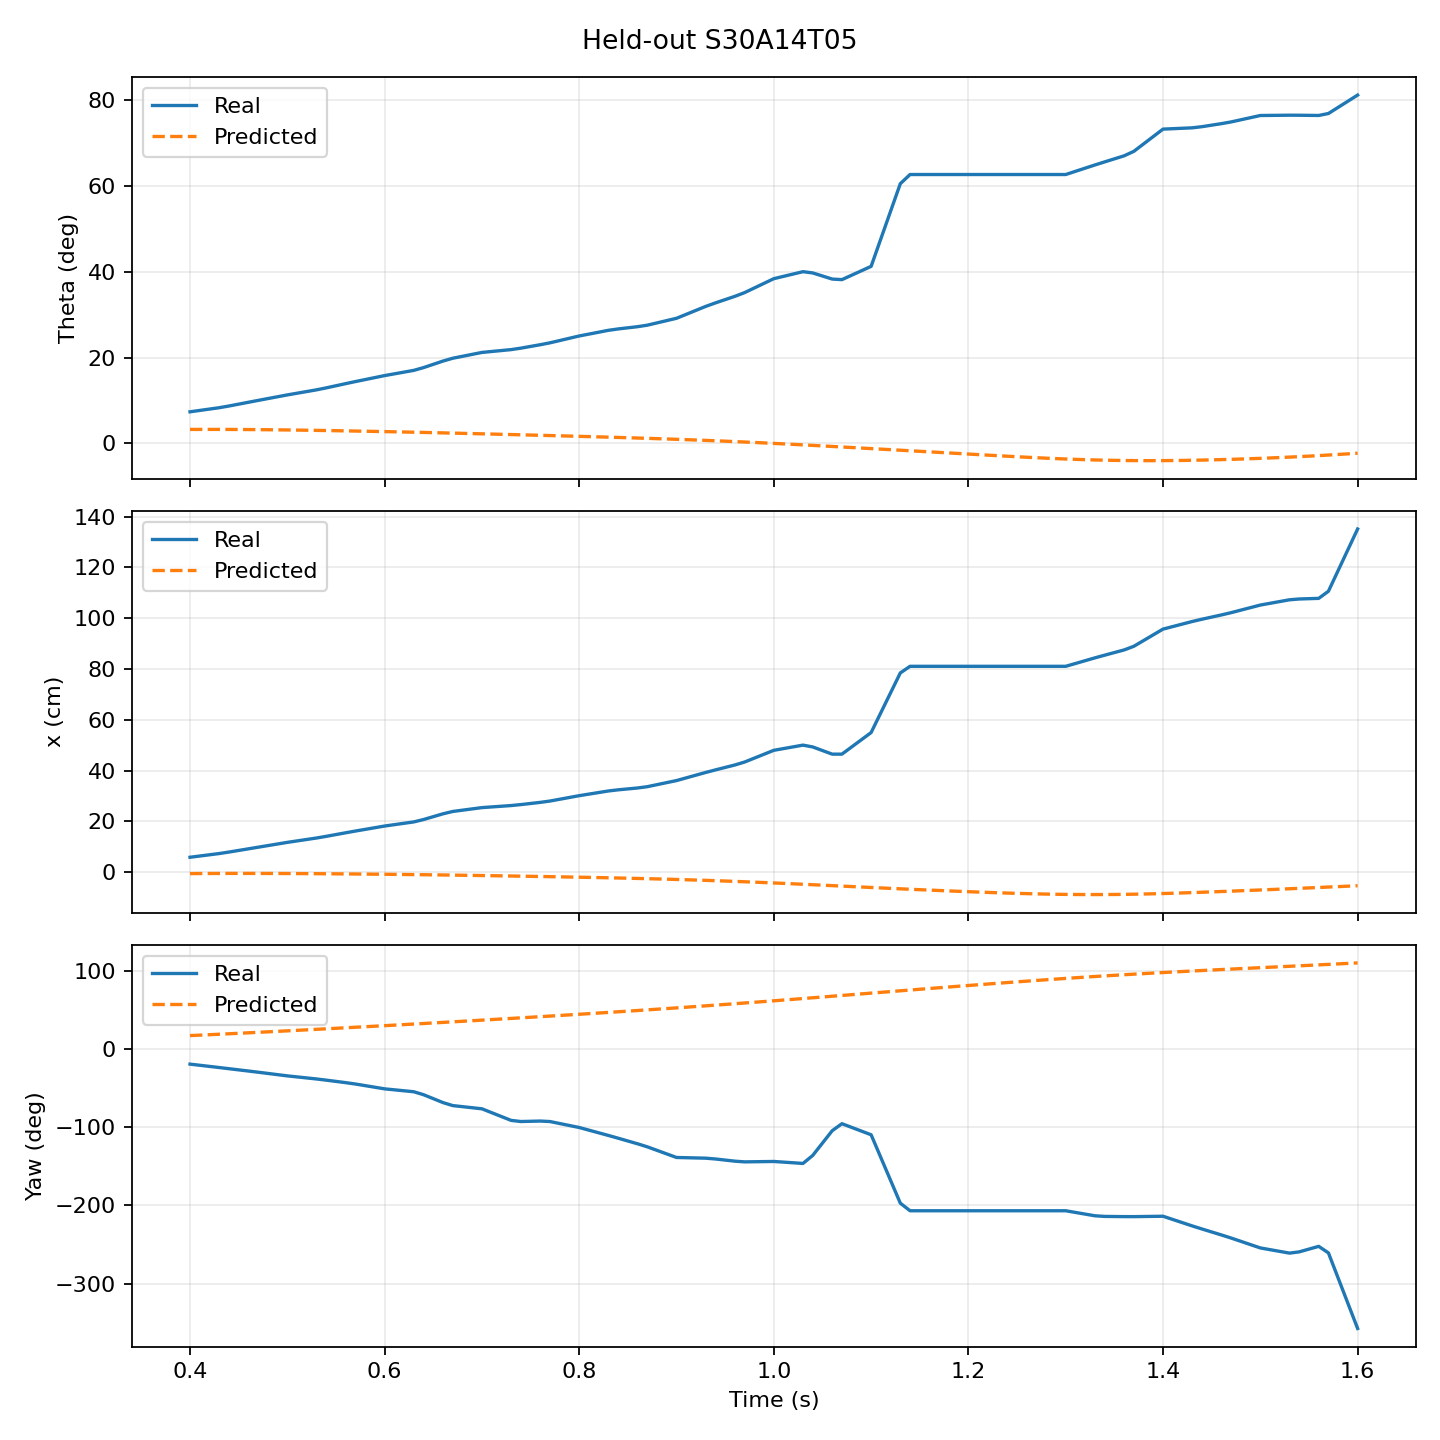 Held-out S30A14T05
Real
Predicted
80
60
40
20
0
Theta (deg)
Real
Predicted
140
120
100
80
60
40
20
0
x (cm)
Real
Predicted
100
0
−100
−200
−300
Yaw (deg)
0.4 0.6 0.8 1.0 1.2 1.4 1.6
Time (s)